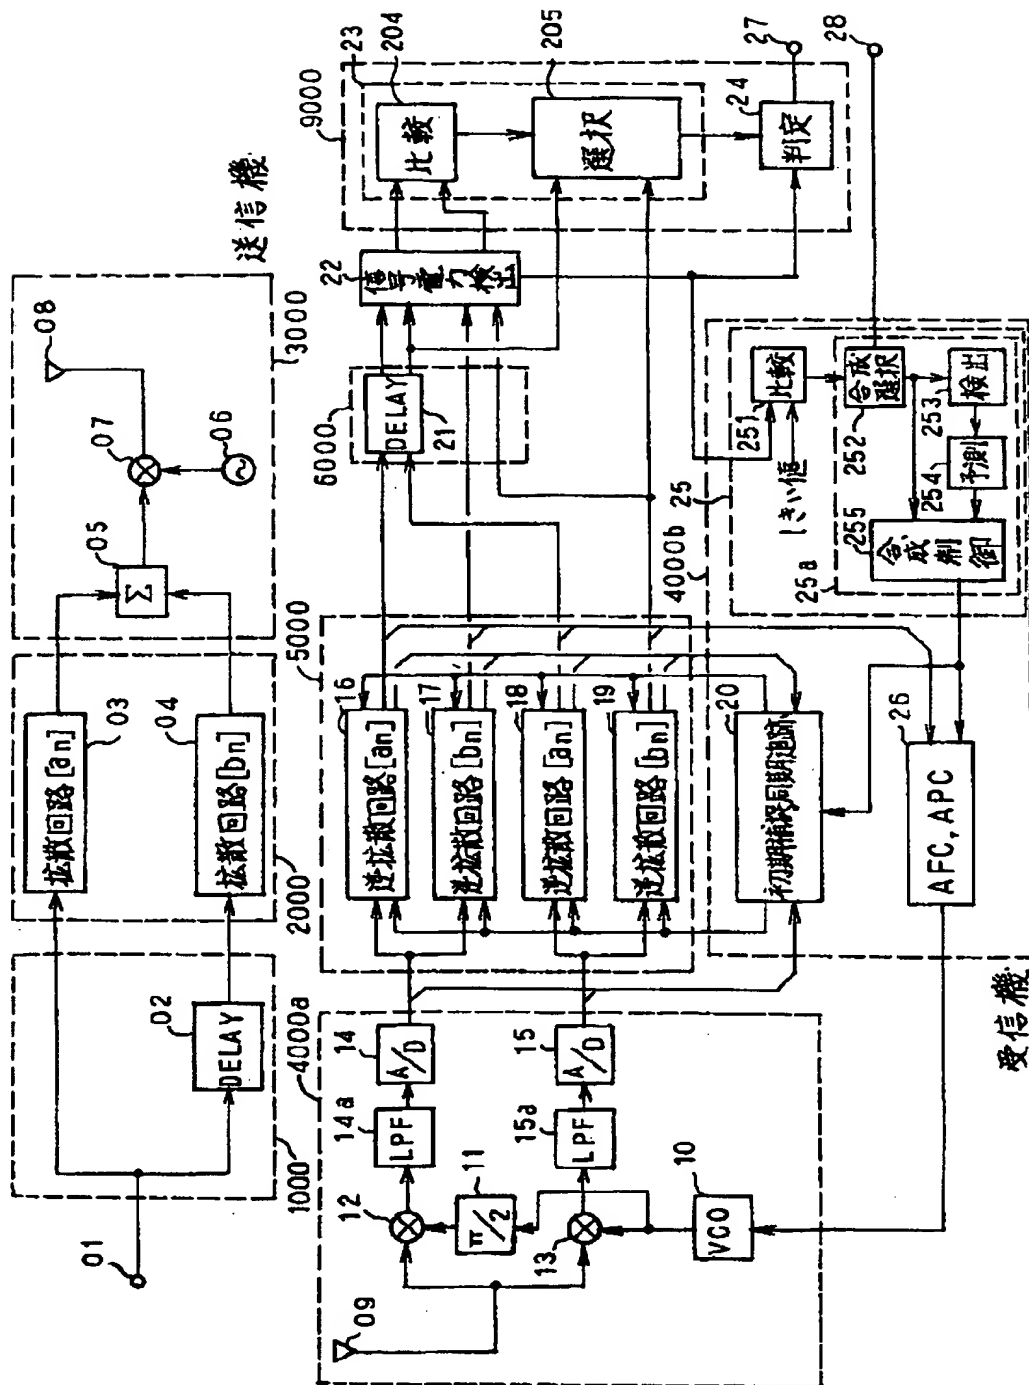 送信機
01
1000
02
DELAY
2000
拡散回路[an]
03
拡散回路[bn]
04
3000
05
Σ
06
07
08
受信機
4000a
09
VCO
10
π/2
11
12
13
LPF
14a
A/D
14
LPF
15a
A/D
15
5000
逆拡散回路[an]
16
逆拡散回路[bn]
17
逆拡散回路[an]
18
逆拡散回路[bn]
19
初期捕捉同期追跡
20
AFC, APC
26
6000
DELAY
21
信号電力検出
22
9000
23
比較
204
選択
205
判定
24
27
28
4000b
25
25a
比較
251
しきい値
合成選択
252
検出
253
予測
254
合成制御
255